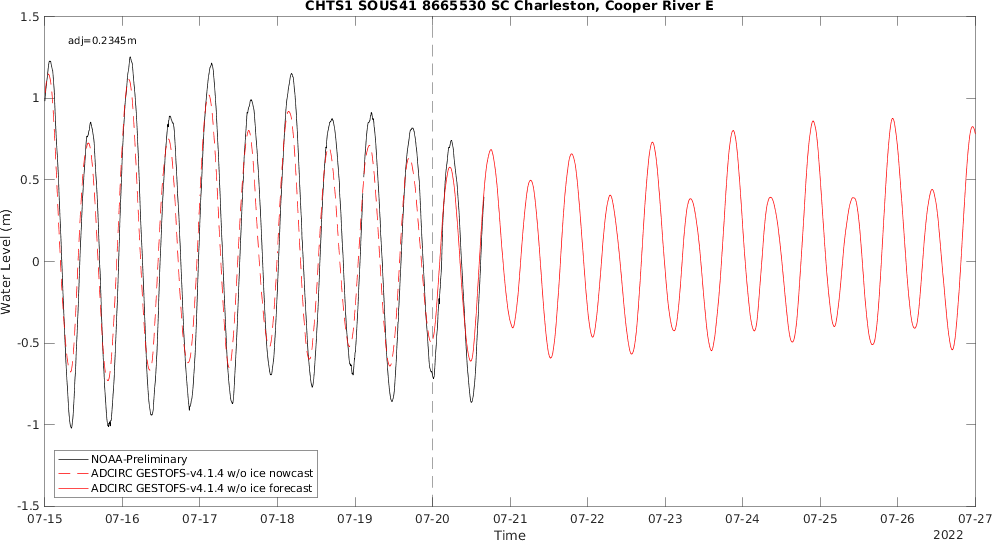 CHTS1 SOUS41 8665530 SC Charleston, Cooper River E
adj=0.2345m
1.5
1
0.5
0
-0.5
-1
-1.5
Water Level (m)
NOAA-Preliminary
ADCIRC GESTOFS-v4.1.4 w/o ice nowcast
ADCIRC GESTOFS-v4.1.4 w/o ice forecast
07-15 07-16 07-17 07-18 07-19 07-20 07-21 07-22 07-23 07-24 07-25 07-26 07-27
Time
2022